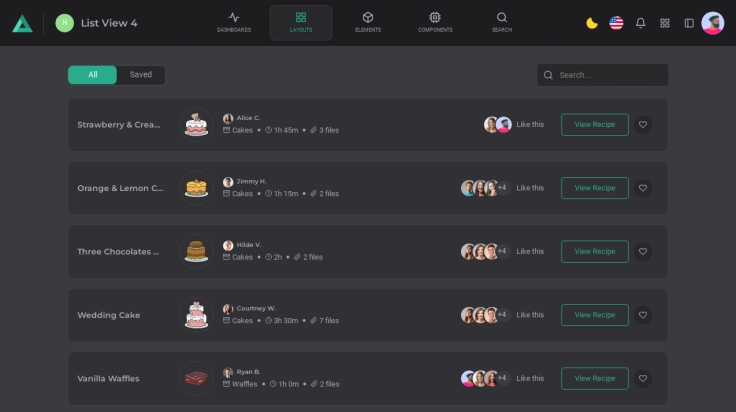 H
List View 4
DASHBOARDS
LAYOUTS
ELEMENTS
COMPONENTS
SEARCH
All
Saved
Search...
Strawberry & Crea...
Alice C.
Cakes • 1h 45m • 3 files
Like this
View Recipe
Orange & Lemon C...
Jimmy H.
Cakes • 1h 15m • 2 files
+4
Like this
View Recipe
Three Chocolates ...
Hilde V.
Cakes • 2h • 2 files
+4
Like this
View Recipe
Wedding Cake
Courtney W.
Cakes • 3h 30m • 7 files
+4
Like this
View Recipe
Vanilla Waffles
Ryan B.
Waffles • 1h 0m • 2 files
+4
Like this
View Recipe